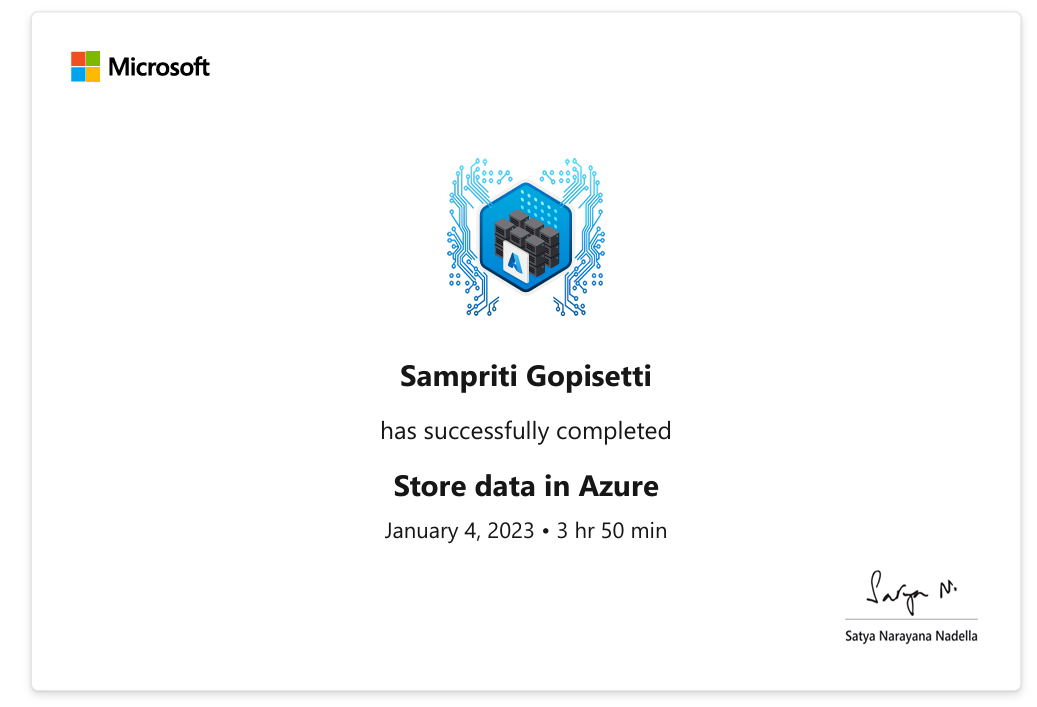 Microsoft
Sampriti Gopisetti
has successfully completed
Store data in Azure
January 4, 2023 • 3 hr 50 min
Satya N.
Satya Narayana Nadella